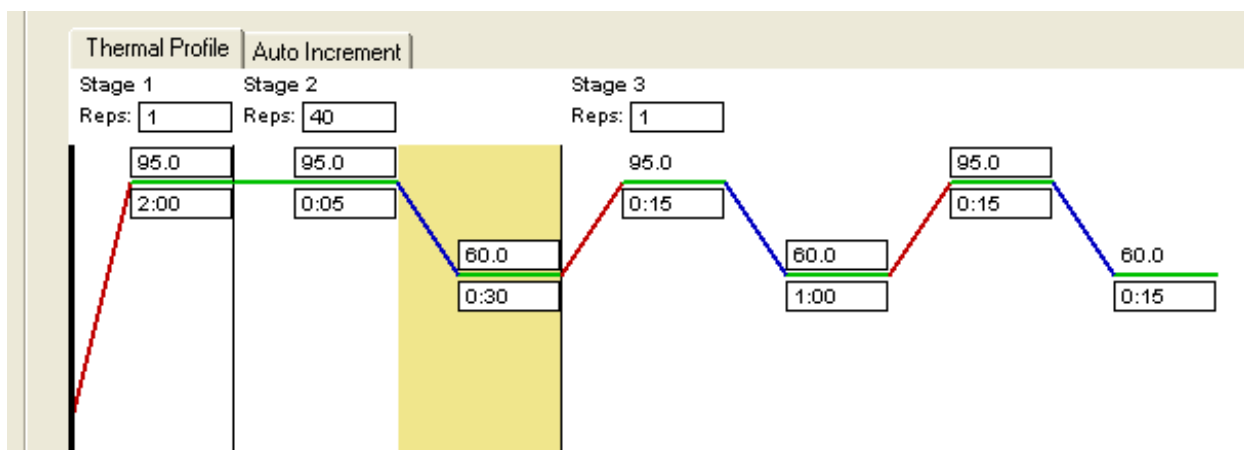 Thermal Profile Auto Increment
Stage 1 Stage 2 Stage 3
Reps: 1 Reps: 40 Reps: 1
95.0 95.0 95.0 95.0
2:00 0:05 0:15 0:15
60.0 60.0 60.0
0:30 1:00 0:15